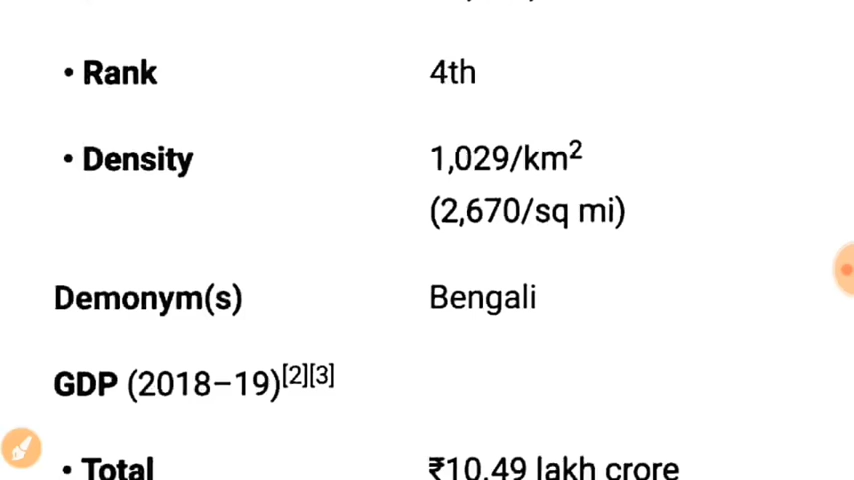 • Rank 4th
• Density 1,029/km²
(2,670/sq mi)
Demonym(s) Bengali
GDP (2018–19)[2][3]
• Total ₹10.49 lakh crore